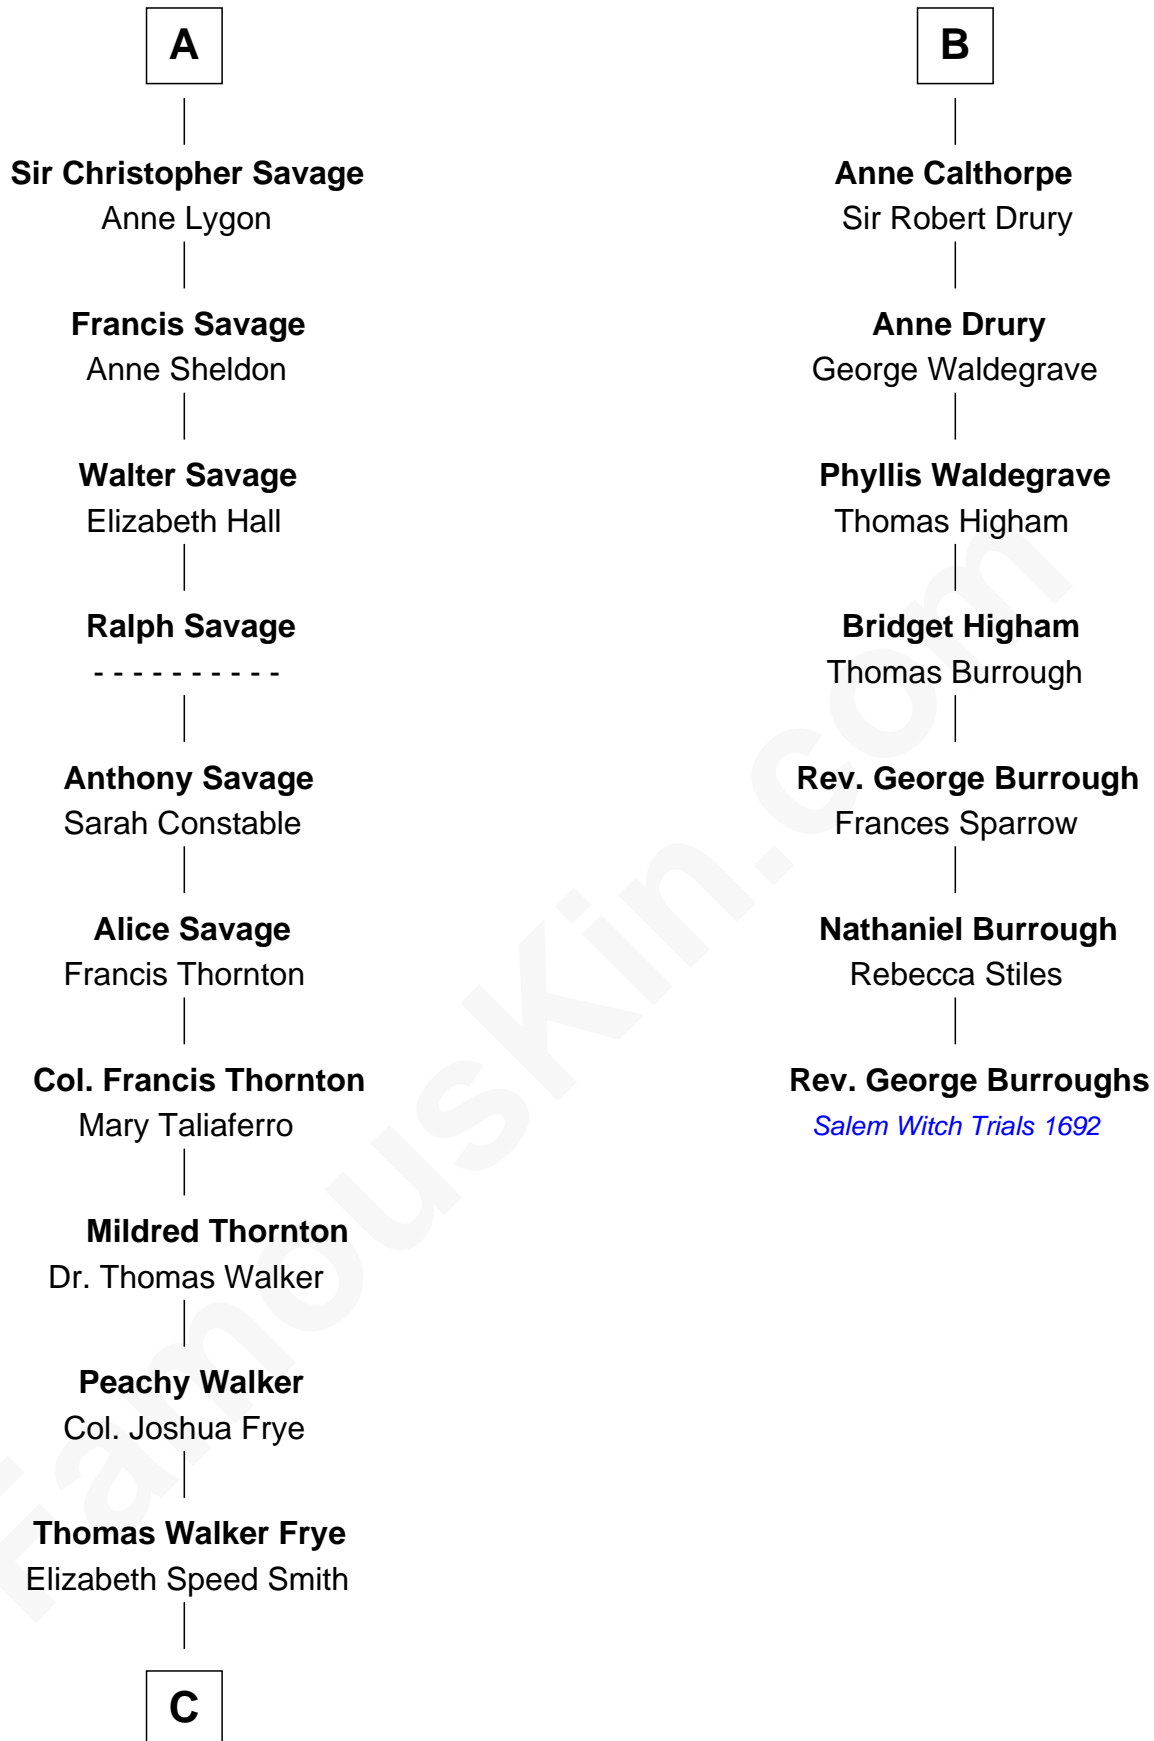 A
Sir Christopher Savage
Anne Lygon
Francis Savage
Anne Sheldon
Walter Savage
Elizabeth Hall
Ralph Savage
- - - - - - - - - -
Anthony Savage
Sarah Constable
Alice Savage
Francis Thornton
Col. Francis Thornton
Mary Taliaferro
Mildred Thornton
Dr. Thomas Walker
Peachy Walker
Col. Joshua Frye
Thomas Walker Frye
Elizabeth Speed Smith
C
B
Anne Calthorpe
Sir Robert Drury
Anne Drury
George Waldegrave
Phyllis Waldegrave
Thomas Higham
Bridget Higham
Thomas Burrough
Rev. George Burrough
Frances Sparrow
Nathaniel Burrough
Rebecca Stiles
Rev. George Burroughs
Salem Witch Trials 1692
FamousKin.com